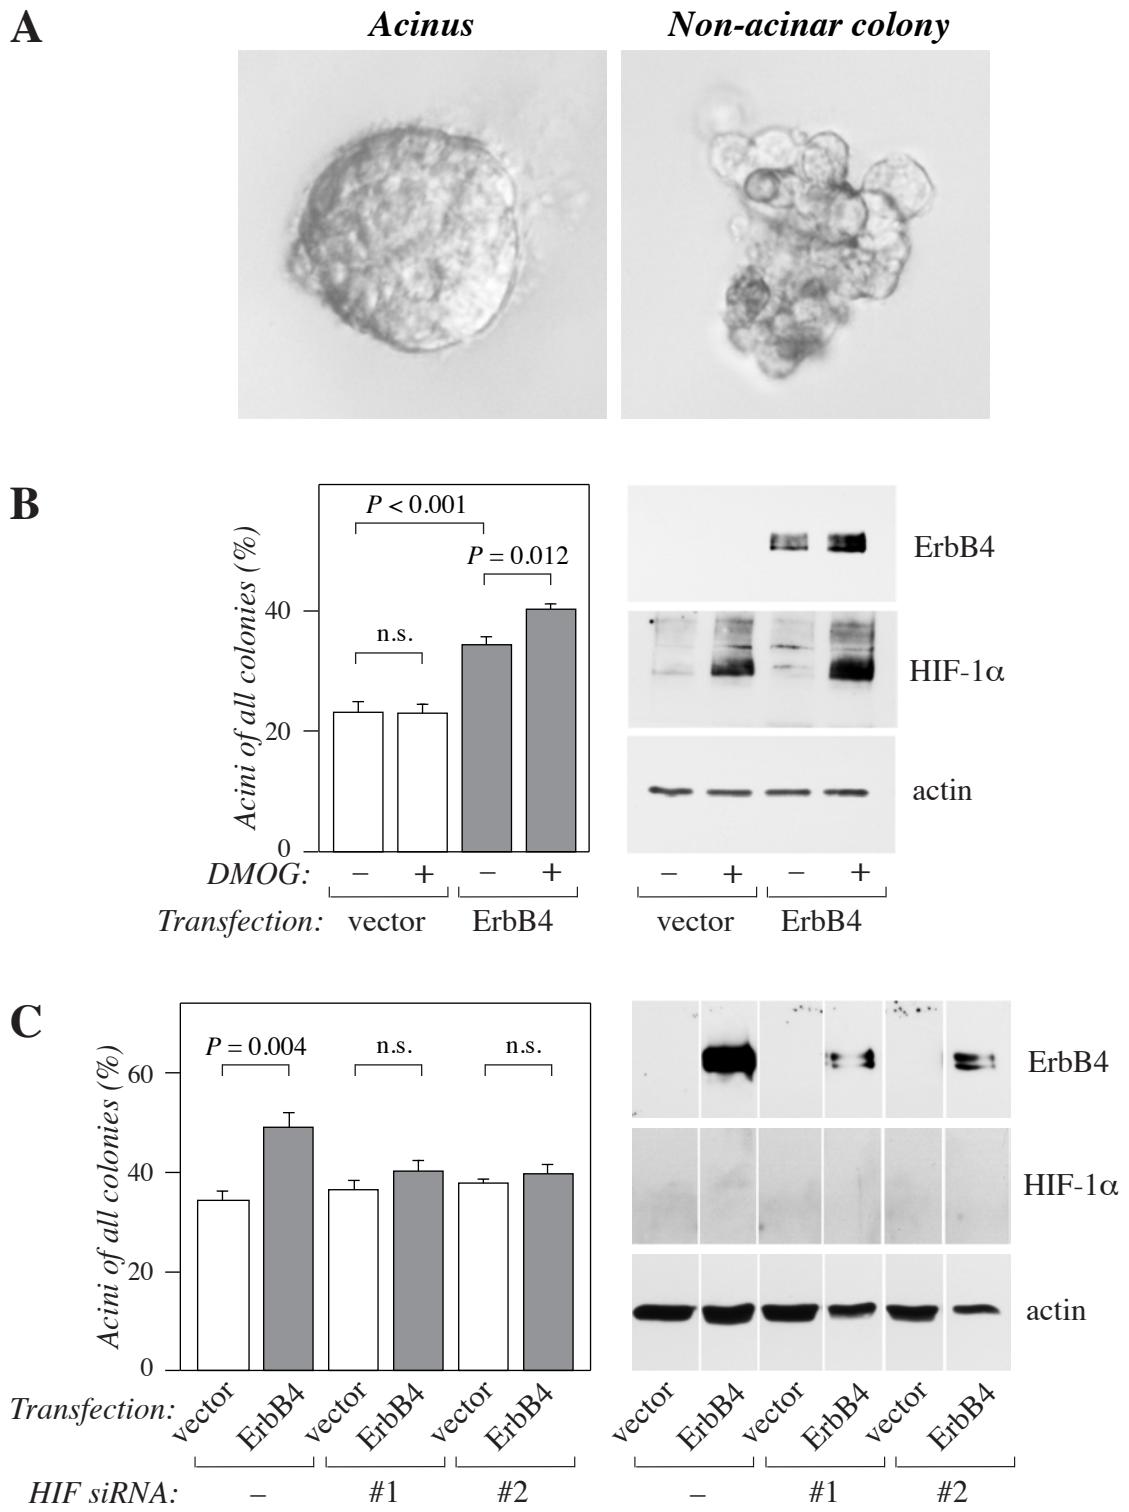 A
Acinus Non-acinar colony
B
Acini of all colonies (%)
40
20
0
P < 0.001
P = 0.012
n.s.
DMOG: – + – +
Transfection: vector ErbB4
ErbB4
HIF-1α
actin
– + – +
vector ErbB4
C
Acini of all colonies (%)
60
40
20
0
P = 0.004 n.s. n.s.
Transfection: vector ErbB4 vector ErbB4 vector ErbB4
HIF siRNA: – #1 #2
ErbB4
HIF-1α
actin
vector ErbB4 vector ErbB4 vector ErbB4
– #1 #2